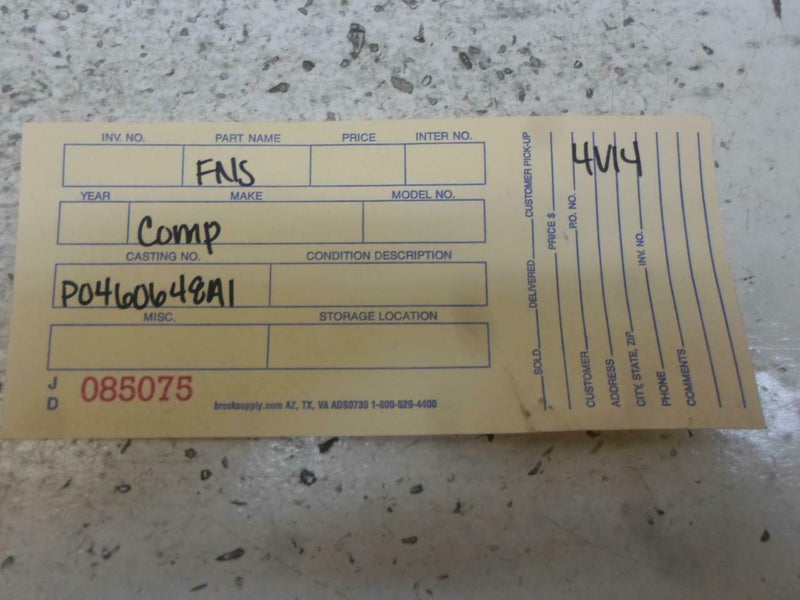 INV. NO. PART NAME PRICE INTER NO.
FNS
YEAR MAKE MODEL NO.
Comp
CASTING NO. CONDITION DESCRIPTION
P0460648A1
MISC. STORAGE LOCATION
J D 085075
brocksupply.com AZ, TX, VA ADS0730 1-800-528-4400
SOLD DELIVERED CUSTOMER PICK-UP
PRICE $
P.O. NO.
4V14
CUSTOMER
ADDRESS
CITY, STATE, ZIP INV. NO.
PHONE
COMMENTS